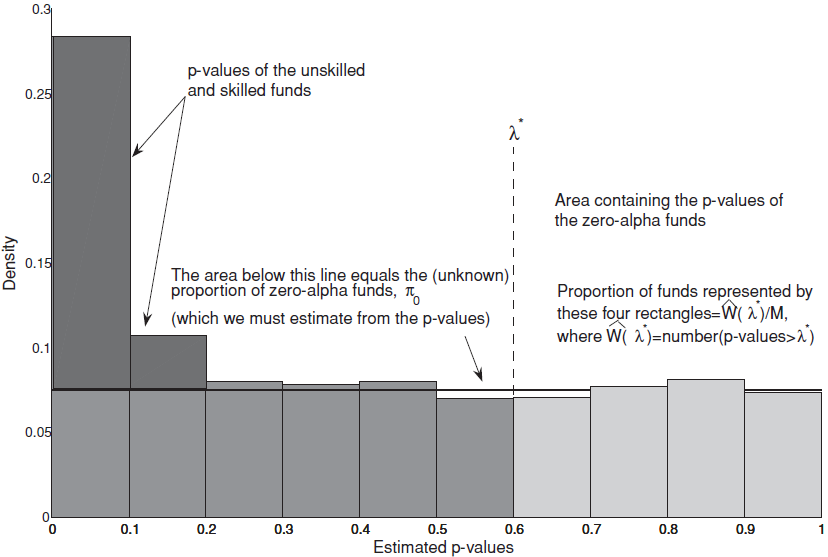 0.3
0.25
0.2
0.15
0.1
0.05
0
Density
p-values of the unskilled
and skilled funds
λ*
Area containing the p-values of
the zero-alpha funds
The area below this line equals the (unknown)
proportion of zero-alpha funds, π0
(which we must estimate from the p-values)
Proportion of funds represented by
these four rectangles=Ŵ( λ*)/M,
where Ŵ( λ*)=number(p-values>λ*)
0 0.1 0.2 0.3 0.4 0.5 0.6 0.7 0.8 0.9 1
Estimated p-values